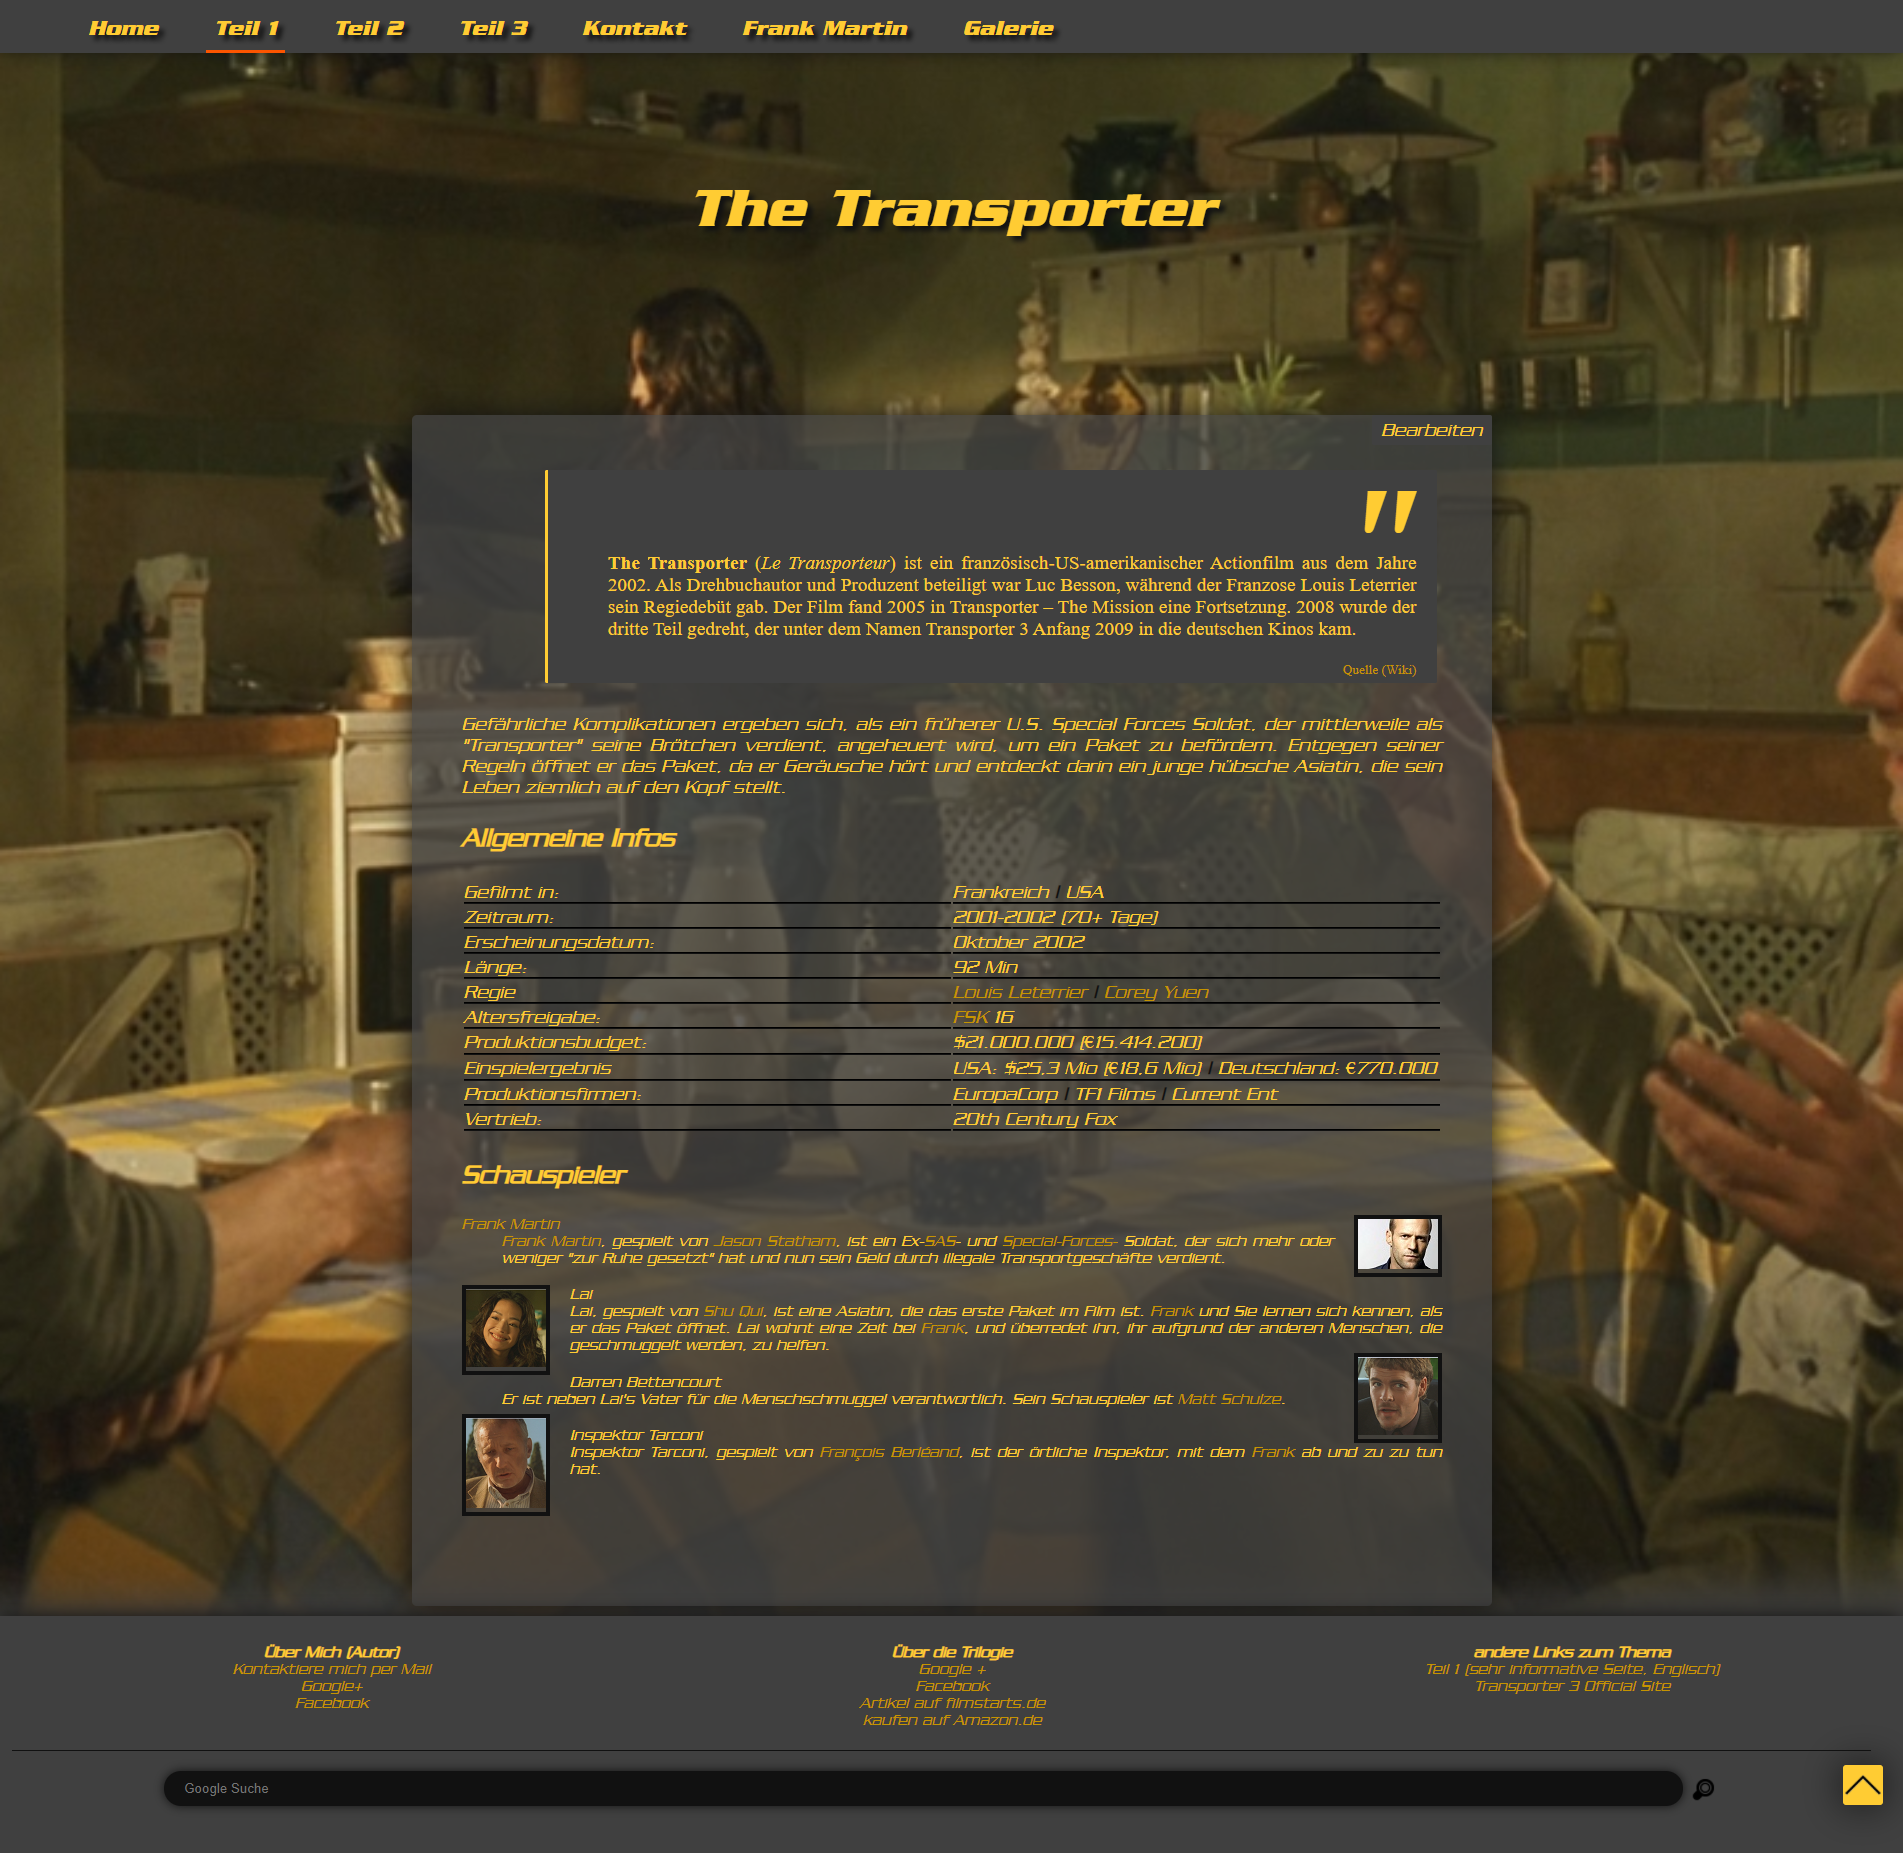 Home Teil 1 Teil 2 Teil 3 Kontakt Frank Martin Galerie
The Transporter
Bearbeiten
"
The Transporter (Le Transporteur) ist ein französisch-US-amerikanischer Actionfilm aus dem Jahre
2002. Als Drehbuchautor und Produzent beteiligt war Luc Besson, während der Franzose Louis Leterrier
sein Regiedebüt gab. Der Film fand 2005 in Transporter – The Mission eine Fortsetzung. 2008 wurde der
dritte Teil gedreht, der unter dem Namen Transporter 3 Anfang 2009 in die deutschen Kinos kam.
Quelle (Wiki)
Gefährliche Komplikationen ergeben sich, als ein früherer U.S. Special Forces Soldat, der mittlerweile als
"Transporter" seine Brötchen verdient, angeheuert wird, um ein Paket zu befördern. Entgegen seiner
Regeln öffnet er das Paket, da er Geräusche hört und entdeckt darin ein junge hübsche Asiatin, die sein
Leben ziemlich auf den Kopf stellt.
Allgemeine Infos
Gefilmt in: Frankreich / USA
Zeitraum: 2001-2002 (70+ Tage)
Erscheinungsdatum: Oktober 2002
Länge: 92 Min
Regie Louis Leterrier / Corey Yuen
Altersfreigabe: FSK 16
Produktionsbudget: $21.000.000 (€15.414.200)
Einspielergebnis USA: $25,3 Mio (€18,6 Mio) / Deutschland: €770.000
Produktionsfirmen: EuropaCorp / TF1 Films / Current Ent
Vertrieb: 20th Century Fox
Schauspieler
Frank Martin
Frank Martin, gespielt von Jason Statham, ist ein Ex-SAS- und Special-Forces- Soldat, der sich mehr oder
weniger "zur Ruhe gesetzt" hat und nun sein Geld durch illegale Transportgeschäfte verdient.
Lai
Lai, gespielt von Shu Qui, ist eine Asiatin, die das erste Paket im Film ist. Frank und Sie lernen sich kennen, als
er das Paket öffnet. Lai wohnt eine Zeit bei Frank, und überredet ihn, ihr aufgrund der anderen Menschen, die
geschmuggelt werden, zu helfen.
Darren Bettencourt
Er ist neben Lai's Vater für die Menschschmuggel verantwortlich. Sein Schauspieler ist Matt Schulze.
Inspektor Tarconi
Inspektor Tarconi, gespielt von François Berléand, ist der örtliche Inspektor, mit dem Frank ab und zu zu tun
hat.
Über Mich (Autor)
Kontaktiere mich per Mail
Google+
Facebook
Über die Trilogie
Google +
Facebook
Artikel auf filmstarts.de
kaufen auf Amazon.de
andere Links zum Thema
Teil 1 (sehr informative Seite, Englisch)
Transporter 3 Official Site
Google Suche